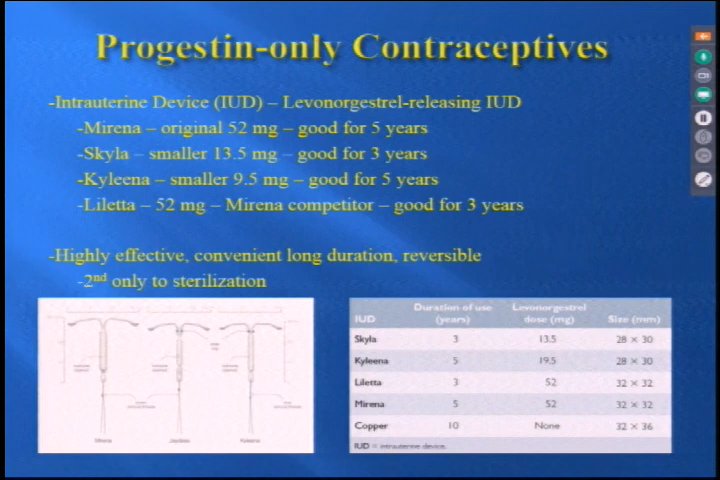 Progestin-only Contraceptives
-Intrauterine Device (IUD) – Levonorgestrel-releasing IUD
-Mirena – original 52 mg – good for 5 years
-Skyla – smaller 13.5 mg – good for 3 years
-Kyleena – smaller 9.5 mg – good for 5 years
-Liletta – 52 mg – Mirena competitor – good for 3 years
-Highly effective, convenient long duration, reversible
-2nd only to sterilization
Mirena Jaydess Kyleena
IUD Duration of use (years) Levonorgestrel dose (mg) Size (mm)
Skyla 3 13.5 28 × 30
Kyleena 5 19.5 28 × 30
Liletta 3 52 32 × 32
Mirena 5 52 32 × 32
Copper 10 None 32 × 36
IUD = intrauterine device.